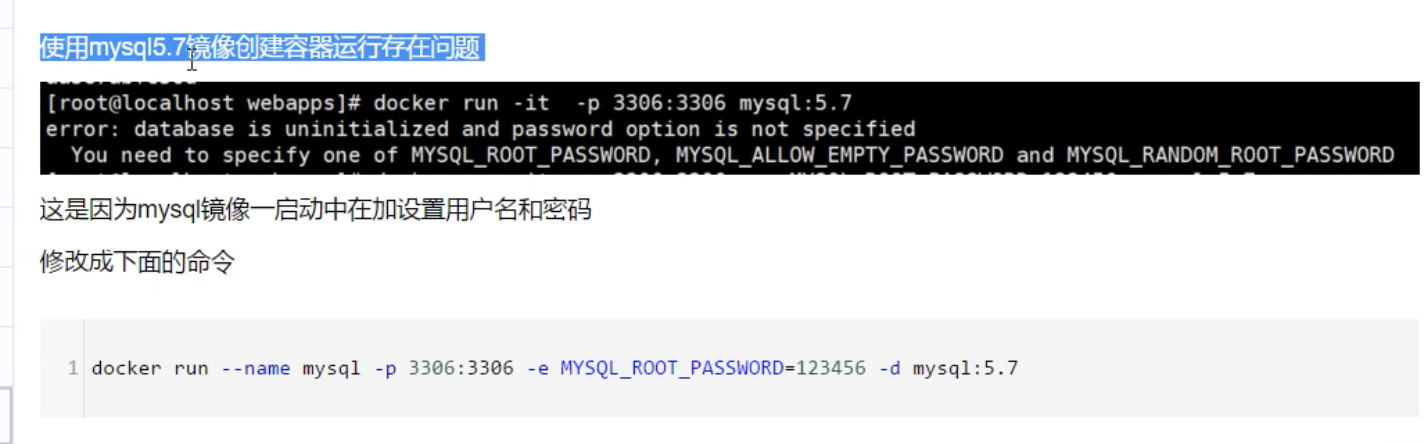 使用mysql5.7镜像创建容器运行存在问题
[root@localhost webapps]# docker run -it  -p 3306:3306 mysql:5.7
error: database is uninitialized and password option is not specified
  You need to specify one of MYSQL_ROOT_PASSWORD, MYSQL_ALLOW_EMPTY_PASSWORD and MYSQL_RANDOM_ROOT_PASSWORD
这是因为mysql镜像一启动中在加设置用户名和密码
修改成下面的命令
1 docker run --name mysql -p 3306:3306 -e MYSQL_ROOT_PASSWORD=123456 -d mysql:5.7